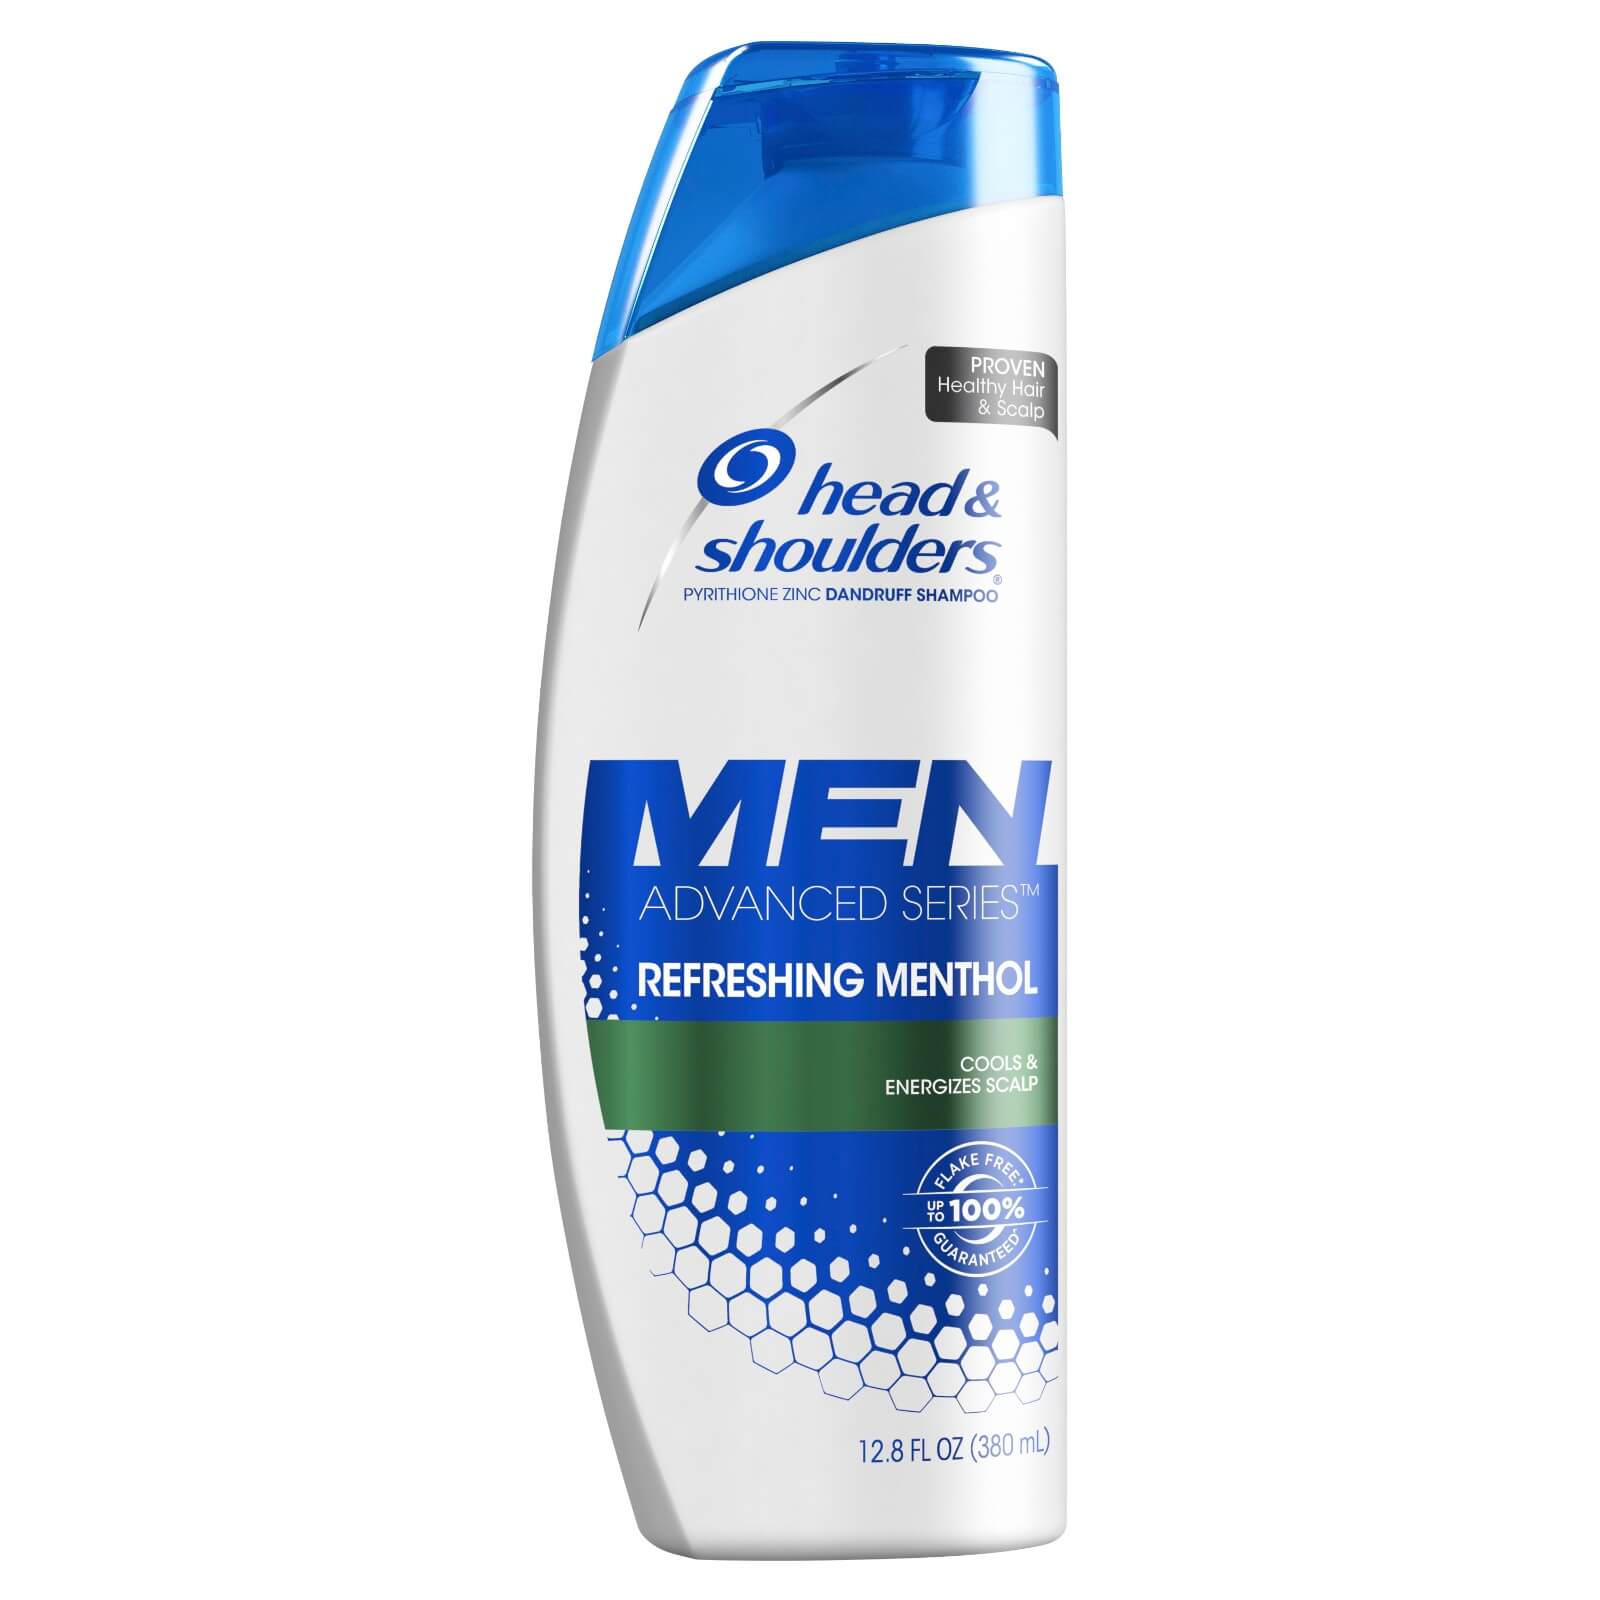 PROVEN
Healthy Hair
& Scalp
head &
shoulders®
PYRITHIONE ZINC DANDRUFF SHAMPOO
MEN
ADVANCED SERIES™
REFRESHING MENTHOL
COOLS &
ENERGIZES SCALP
FLAKE FREE*
UP TO 100%
GUARANTEED^
12.8 FL OZ (380 mL)